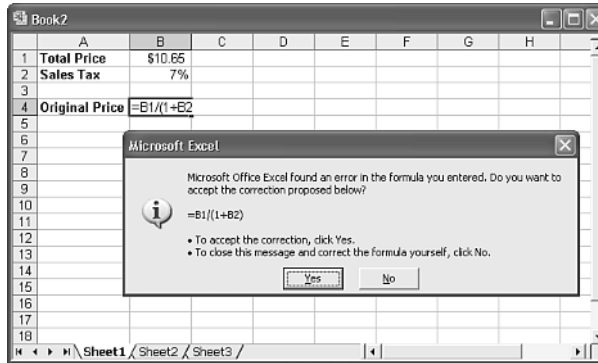 Book2
A B C D E F G H
1 Total Price $10.65
2 Sales Tax 7%
3
4 Original Price =B1/(1+B2
5
6
7
8
9
10
11
12
13
14
15
16
17
18
Microsoft Excel
Microsoft Office Excel found an error in the formula you entered. Do you want to
accept the correction proposed below?
=B1/(1+B2)
• To accept the correction, click Yes.
• To close this message and correct the formula yourself, click No.
Yes No
Sheet1 / Sheet2 / Sheet3 /